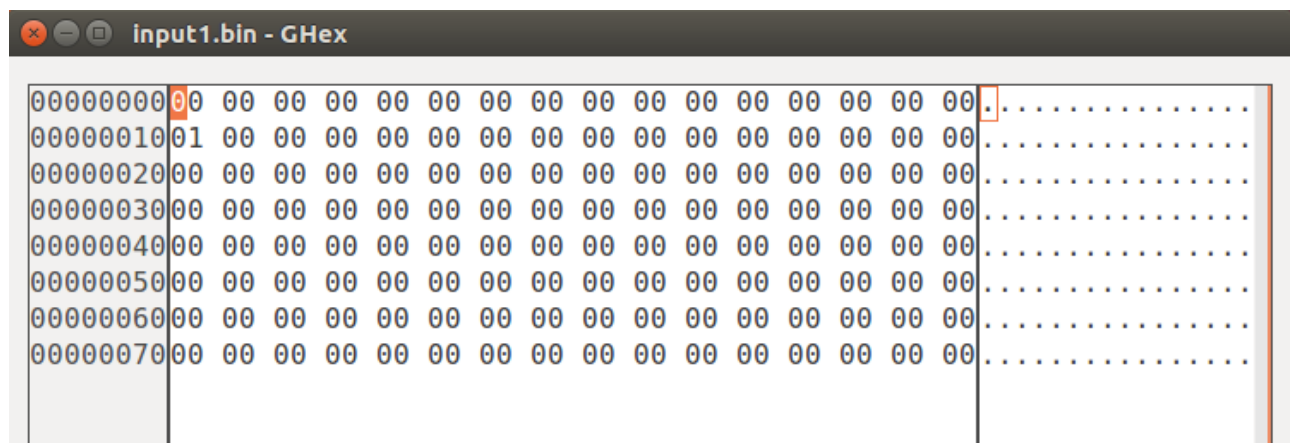 input1.bin - GHex
00000000 00 00 00 00 00 00 00 00 00 00 00 00 00 00 00 00 ................
00000010 01 00 00 00 00 00 00 00 00 00 00 00 00 00 00 00 ................
00000020 00 00 00 00 00 00 00 00 00 00 00 00 00 00 00 00 ................
00000030 00 00 00 00 00 00 00 00 00 00 00 00 00 00 00 00 ................
00000040 00 00 00 00 00 00 00 00 00 00 00 00 00 00 00 00 ................
00000050 00 00 00 00 00 00 00 00 00 00 00 00 00 00 00 00 ................
00000060 00 00 00 00 00 00 00 00 00 00 00 00 00 00 00 00 ................
00000070 00 00 00 00 00 00 00 00 00 00 00 00 00 00 00 00 ................